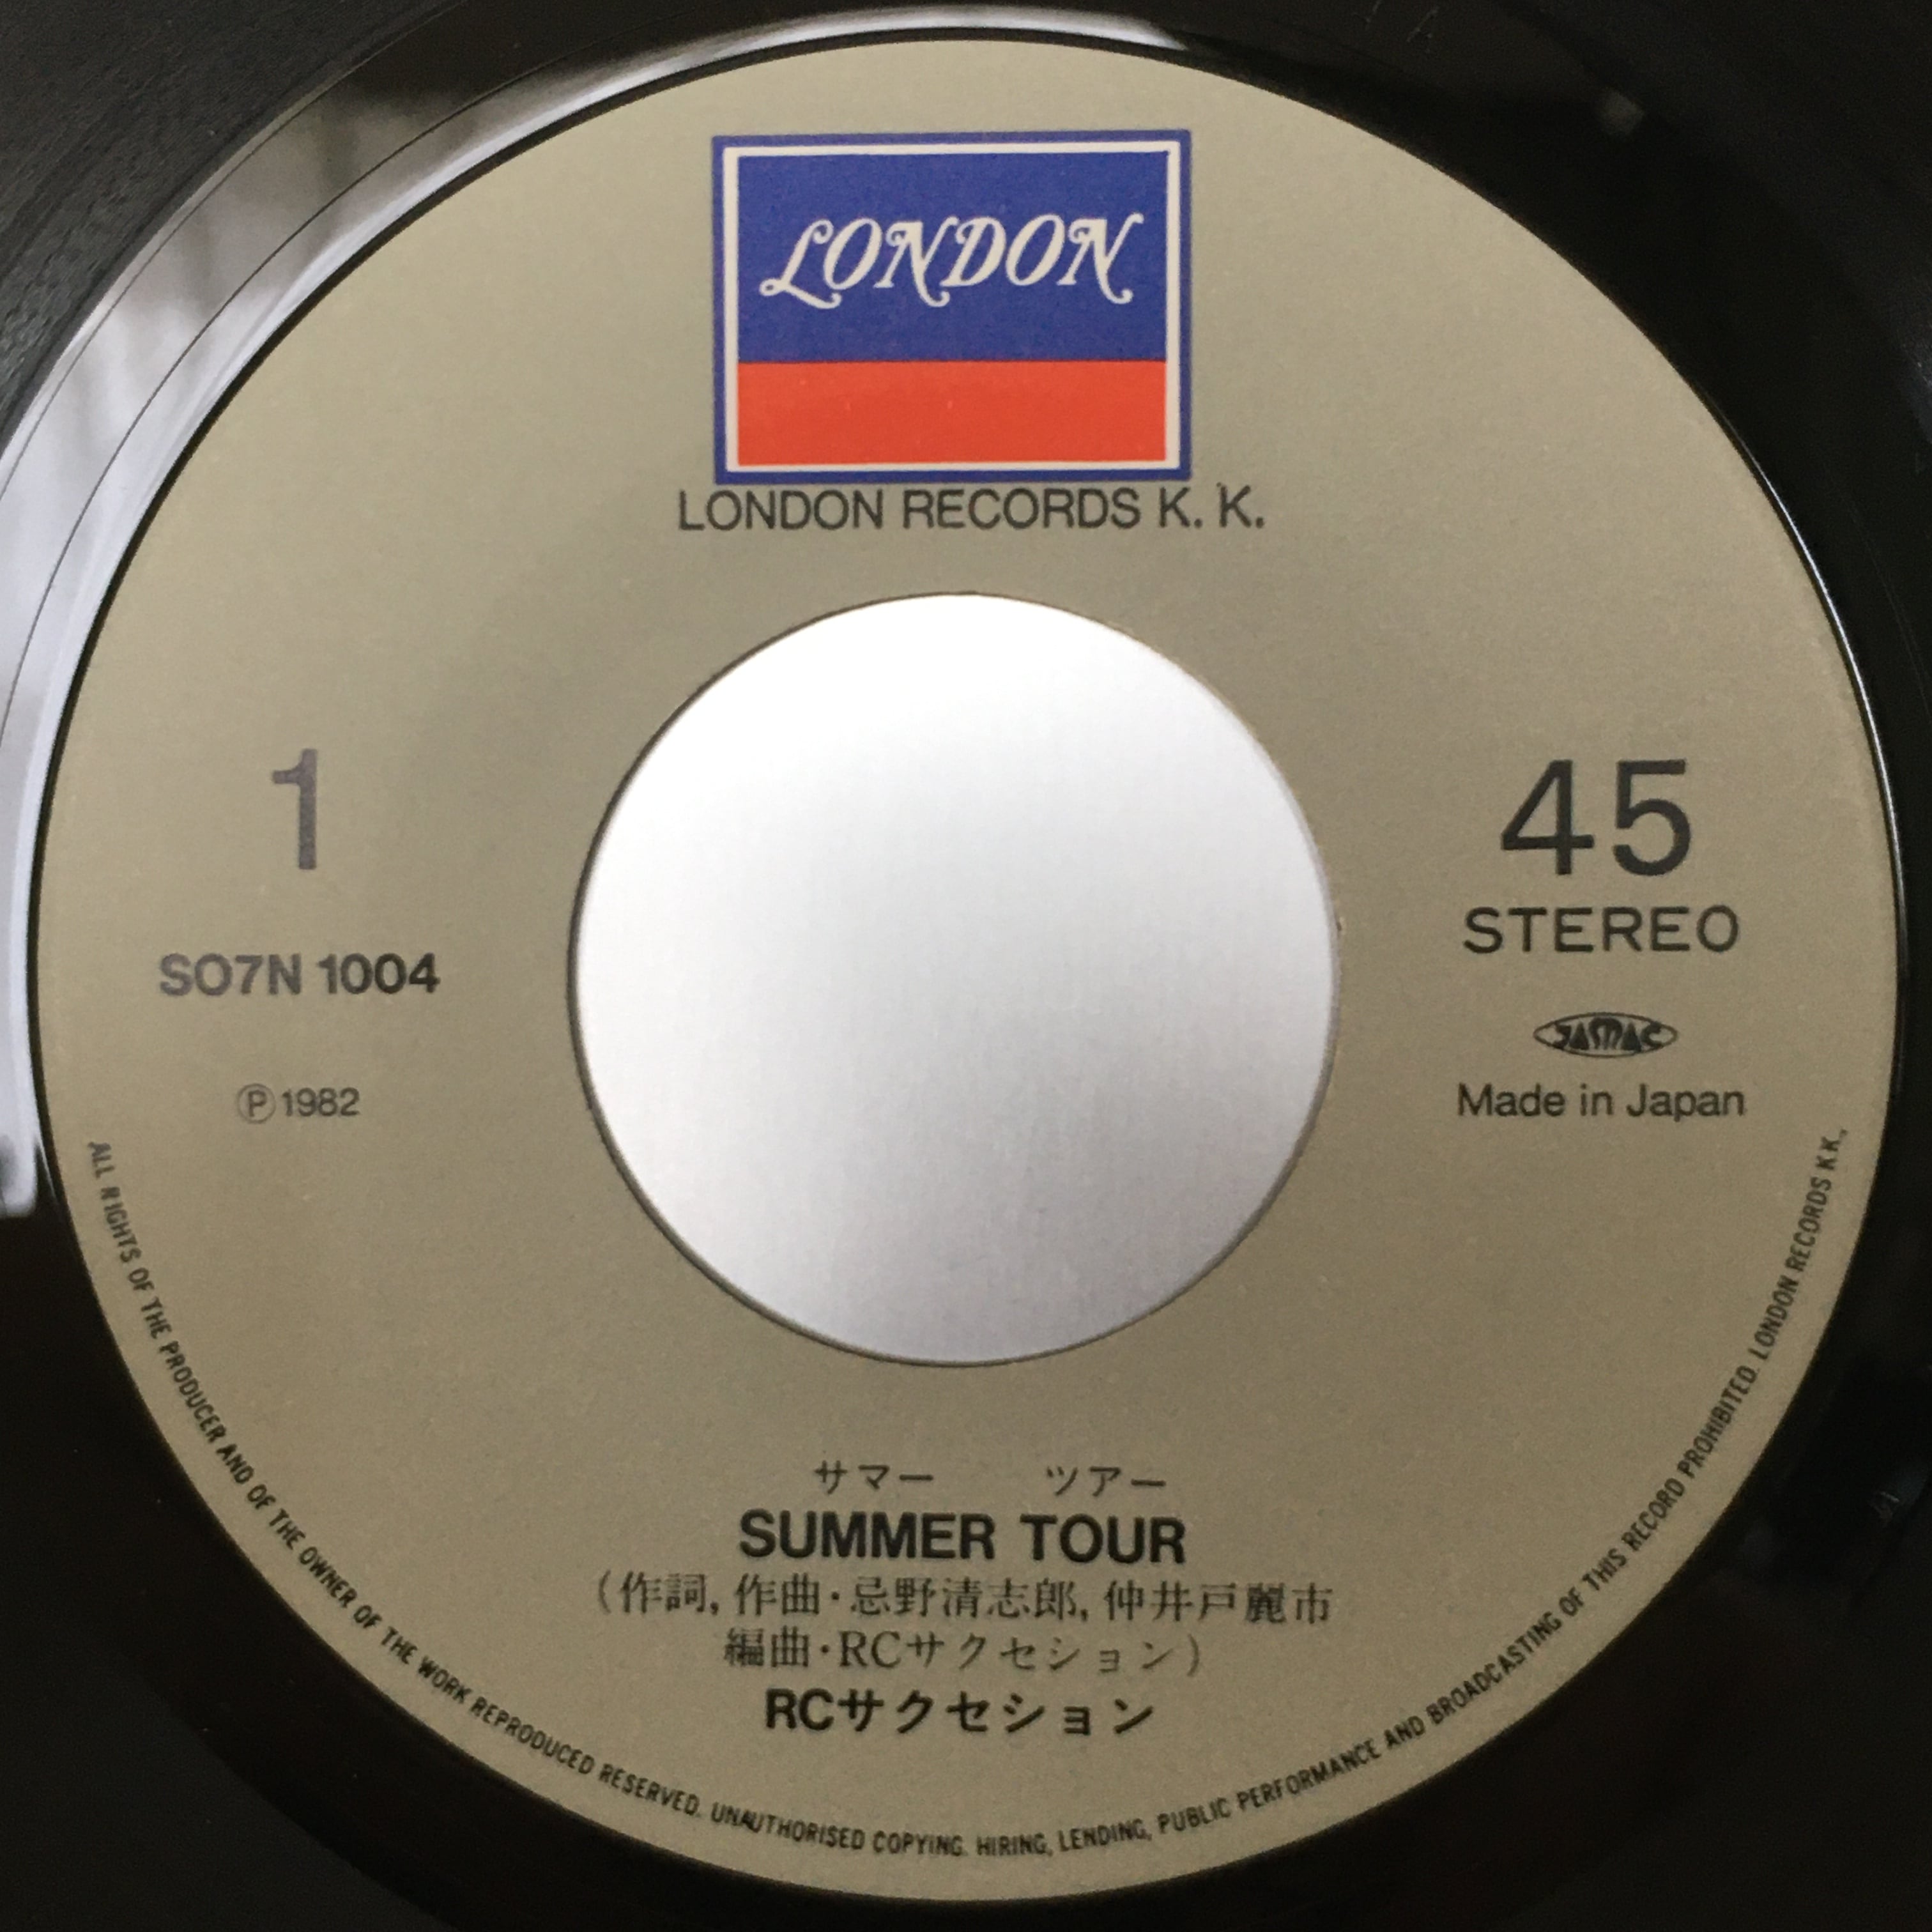 LONDON
LONDON RECORDS K. K.
1
SO7N 1004
Ⓟ1982
45
STEREO
JASRAC
Made in Japan
サマー ツアー
SUMMER TOUR
(作詞, 作曲・忌野清志郎, 仲井戸麗市
編曲・RCサクセション)
RCサクセション
ALL RIGHTS OF THE PRODUCER AND OF THE OWNER OF THE WORK REPRODUCED RESERVED. UNAUTHORISED COPYING. HIRING, LENDING, PUBLIC PERFORMANCE AND BROADCASTING OF THIS RECORD PROHIBITED. LONDON RECORDS K.K.,